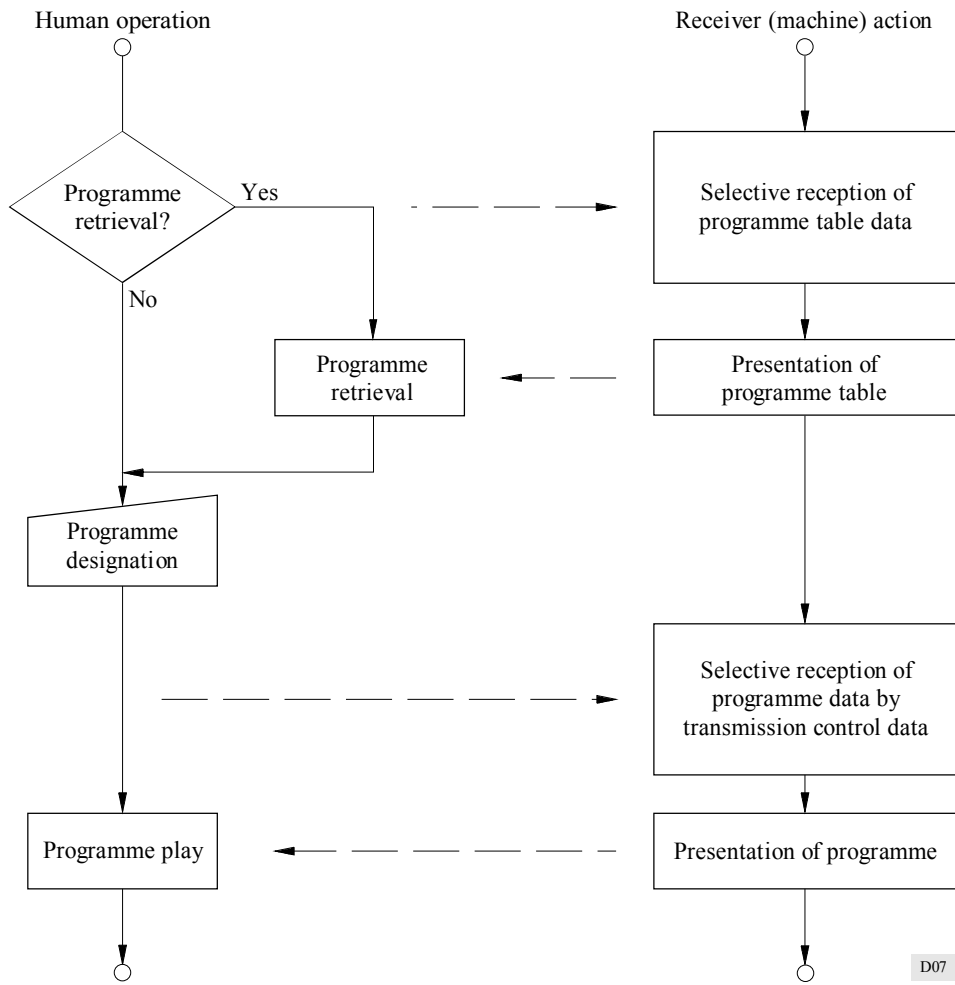 Human operation
Receiver (machine) action
Programme
retrieval?
Yes
No
Selective reception of
programme table data
Programme
retrieval
Presentation of
programme table
Programme
designation
Selective reception of
programme data by
transmission control data
Programme play
Presentation of programme
D07